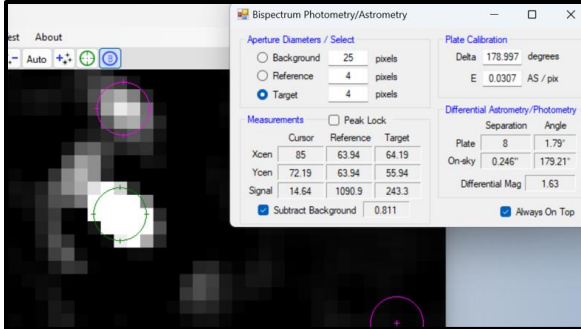 est About
Auto
B
Bispectrum Photometry/Astrometry
Aperture Diameters / Select
Background 25 pixels
Reference 4 pixels
Target 4 pixels
Measurements Peak Lock
Cursor Reference Target
Xcen 85 63.94 64.19
Ycen 72.19 63.94 55.94
Signal 14.64 1090.9 243.3
Subtract Background 0.811
Plate Calibration
Delta 178.997 degrees
E 0.0307 AS / pix
Differential Astrometry/Photometry
Separation Angle
Plate 8 1.79°
On-sky 0.246" 179.21°
Differential Mag 1.63
Always On Top